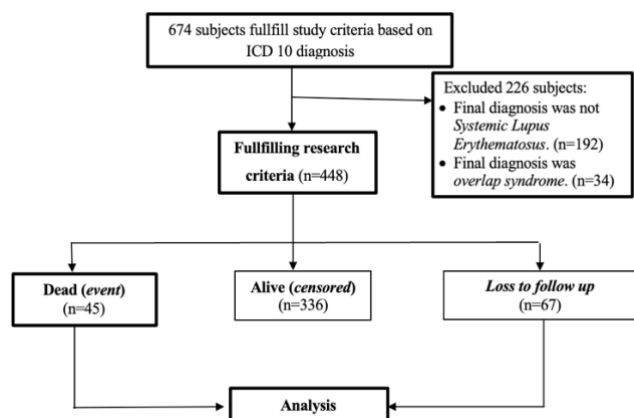 674 subjects fullfill study criteria based on
ICD 10 diagnosis
Excluded 226 subjects:
• Final diagnosis was not
Systemic Lupus
Erythematosus. (n=192)
• Final diagnosis was
overlap syndrome. (n=34)
Fullfilling research
criteria (n=448)
Dead (event)
(n=45)
Alive (censored)
(n=336)
Loss to follow up
(n=67)
Analysis